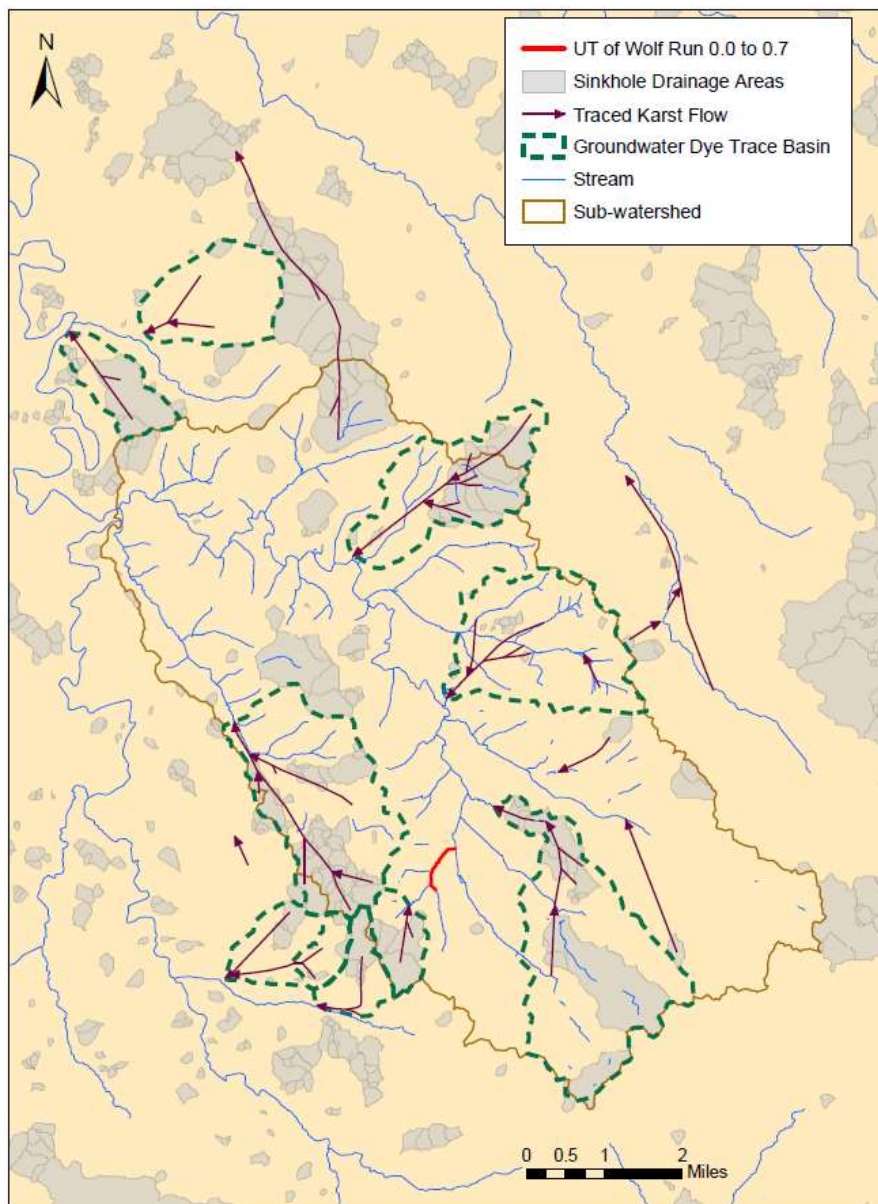 N
UT of Wolf Run 0.0 to 0.7
Sinkhole Drainage Areas
Traced Karst Flow
Groundwater Dye Trace Basin
Stream
Sub-watershed
0 0.5 1 2
Miles